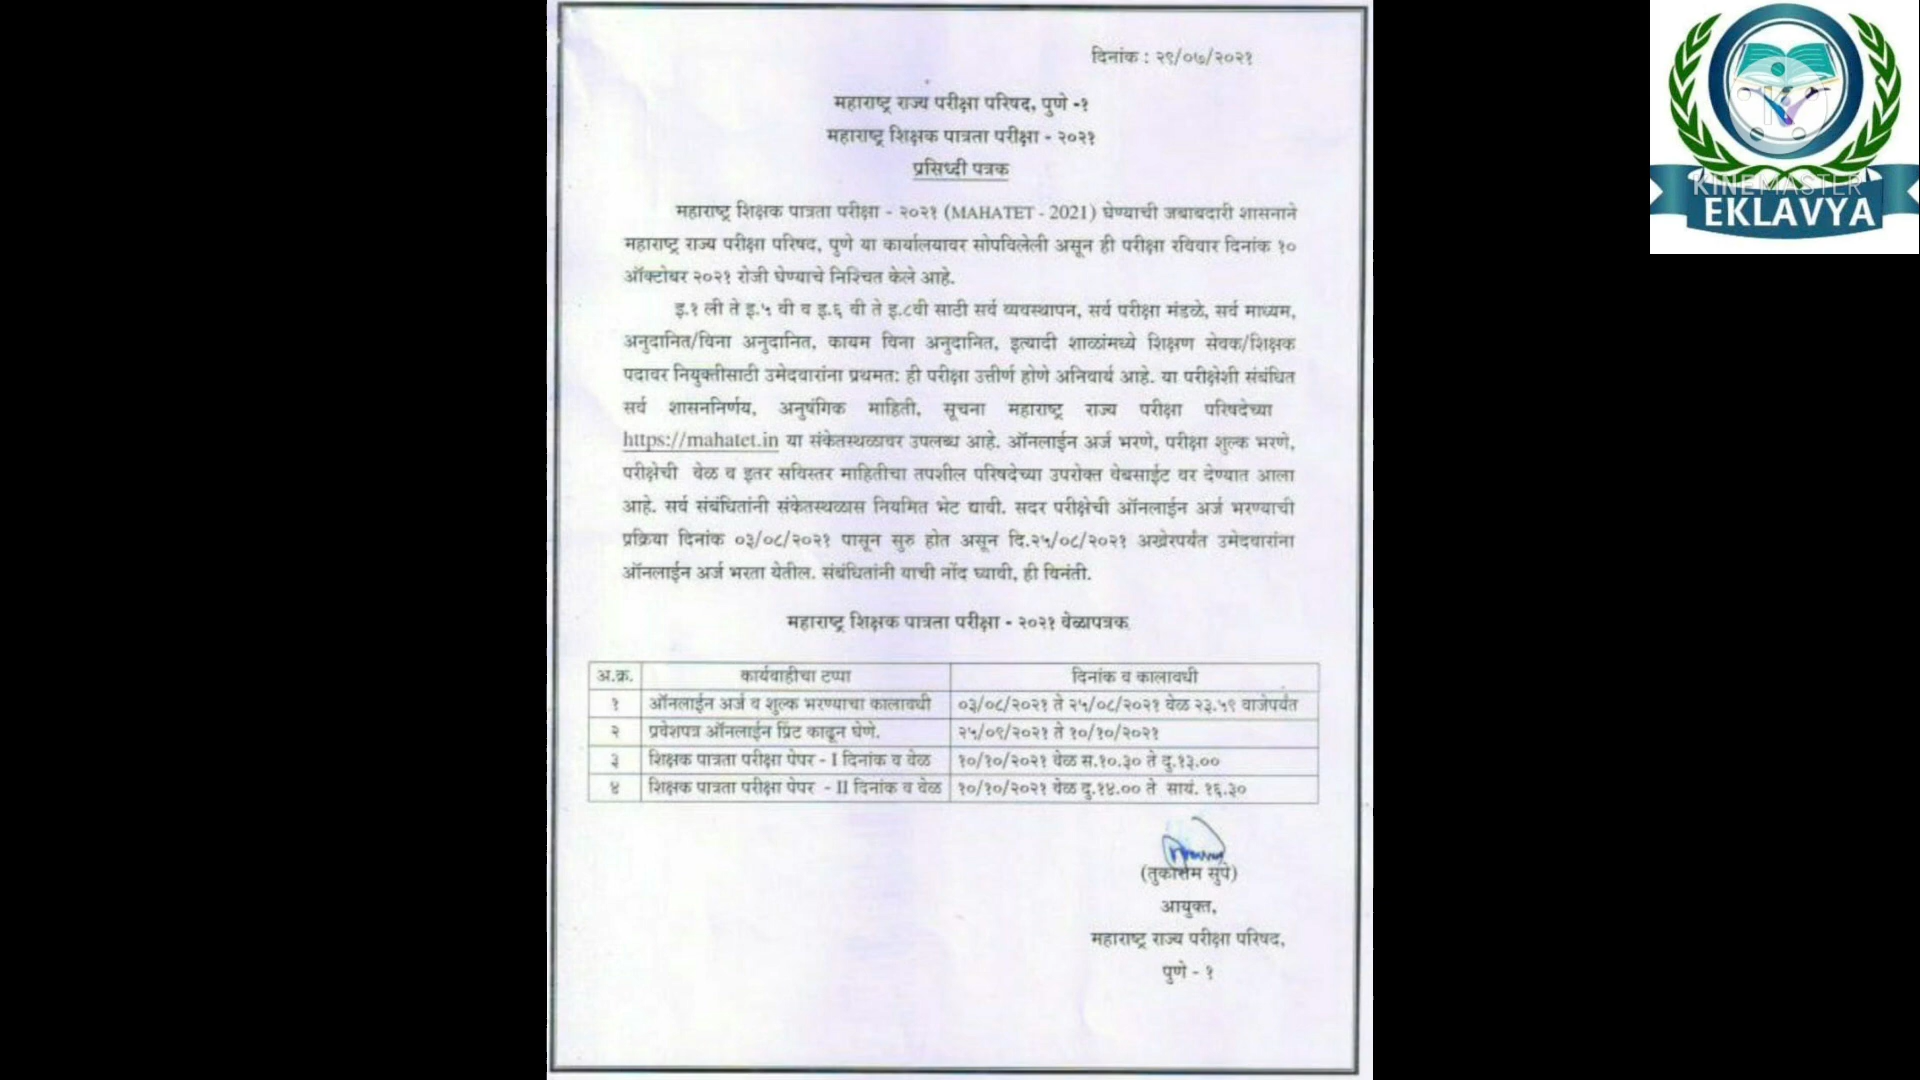 दिनांक : २९/०७/२०२१
महाराष्ट्र राज्य परीक्षा परिषद, पुणे -१
महाराष्ट्र शिक्षक पात्रता परीक्षा - २०२१
प्रसिध्दी पत्रक
महाराष्ट्र शिक्षक पात्रता परीक्षा - २०२१ (MAHATET - 2021) घेण्याची जबाबदारी शासनाने
महाराष्ट्र राज्य परीक्षा परिषद, पुणे या कार्यालयावर सोपविलेली असून ही परीक्षा रविवार दिनांक १०
ऑक्टोबर २०२१ रोजी घेण्याचे निश्चित केले आहे.
इ.१ ली ते इ.५ वी व इ.६ वी ते इ.८वी साठी सर्व व्यवस्थापन, सर्व परीक्षा मंडळे, सर्व माध्यम,
अनुदानित/विना अनुदानित, कायम विना अनुदानित, इत्यादी शाळांमध्ये शिक्षण सेवक/शिक्षक
पदावर नियुक्तीसाठी उमेदवारांना प्रथमत: ही परीक्षा उत्तीर्ण होणे अनिवार्य आहे. या परीक्षेशी संबंधित
सर्व शासननिर्णय, अनुषंगिक माहिती, सूचना महाराष्ट्र राज्य परीक्षा परिषदेच्या
https://mahatet.in या संकेतस्थळावर उपलब्ध आहे. ऑनलाईन अर्ज भरणे, परीक्षा शुल्क भरणे,
परीक्षेची वेळ व इतर सविस्तर माहितीचा तपशील परिषदेच्या उपरोक्त वेबसाईट वर देण्यात आला
आहे. सर्व संबंधितांनी संकेतस्थळास नियमित भेट द्यावी. सदर परीक्षेची ऑनलाईन अर्ज भरण्याची
प्रक्रिया दिनांक ०३/०८/२०२१ पासून सुरु होत असून दि.२५/०८/२०२१ अखेरपर्यंत उमेदवारांना
ऑनलाईन अर्ज भरता येतील. संबंधितांनी याची नोंद घ्यावी, ही विनंती.
महाराष्ट्र शिक्षक पात्रता परीक्षा - २०२१ वेळापत्रक
अ.क्र. कार्यवाहीचा टप्पा दिनांक व कालावधी
१ ऑनलाईन अर्ज व शुल्क भरण्याचा कालावधी ०३/०८/२०२१ ते २५/०८/२०२१ वेळ २३.५९ वाजेपर्यंत
२ प्रवेशपत्र ऑनलाईन प्रिंट काढून घेणे. २५/०९/२०२१ ते १०/१०/२०२१
३ शिक्षक पात्रता परीक्षा पेपर - I दिनांक व वेळ १०/१०/२०२१ वेळ स.१०.३० ते दु.१३.००
४ शिक्षक पात्रता परीक्षा पेपर - II दिनांक व वेळ १०/१०/२०२१ वेळ दु.१४.०० ते सायं. १६.३०
(तुकाराम सुपे)
आयुक्त,
महाराष्ट्र राज्य परीक्षा परिषद,
पुणे - १
KINEMASTER
EKLAVYA